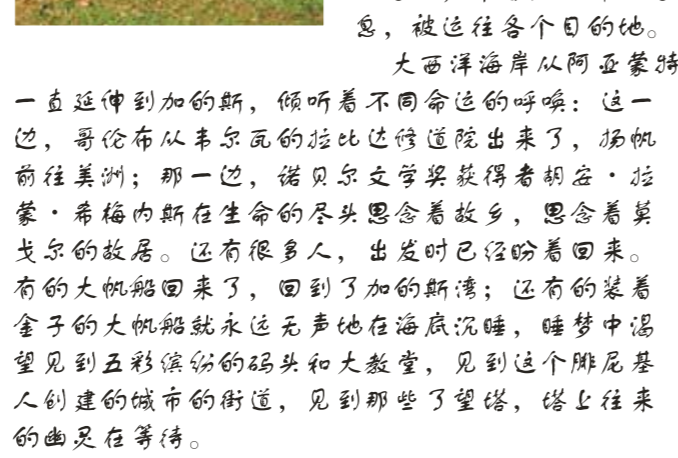 息，被运往各个目的地。
大西洋海岸从阿亚蒙特
一直延伸到加的斯，倾听着不同命运的呼唤：这一
边，哥伦布从韦尔瓦的拉比达修道院出来了，扬帆
前往美洲；那一边，诺贝尔文学奖获得者胡安·拉
蒙·希梅内斯在生命的尽头思念着故乡，思念着莫
戈尔的故居。还有很多人，出发时已经盼着回来。
有的大帆船回来了，回到了加的斯湾；还有的装着
金子的大帆船就永远无声地在海底沉睡，睡梦中渴
望见到五彩缤纷的码头和大教堂，见到这个腓尼基
人创建的城市的街道，见到那些了望塔，塔上往来
的幽灵在等待。